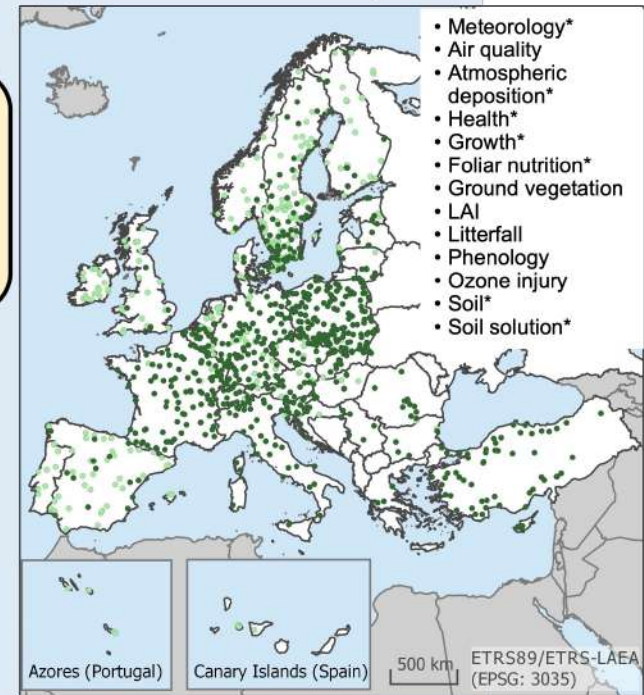 • Meteorology*
• Air quality
• Atmospheric
deposition*
• Health*
• Growth*
• Foliar nutrition*
• Ground vegetation
• LAI
• Litterfall
• Phenology
• Ozone injury
• Soil*
• Soil solution*
Azores (Portugal)
Canary Islands (Spain)
500 km
ETRS89/ETRS-LAEA
(EPSG: 3035)